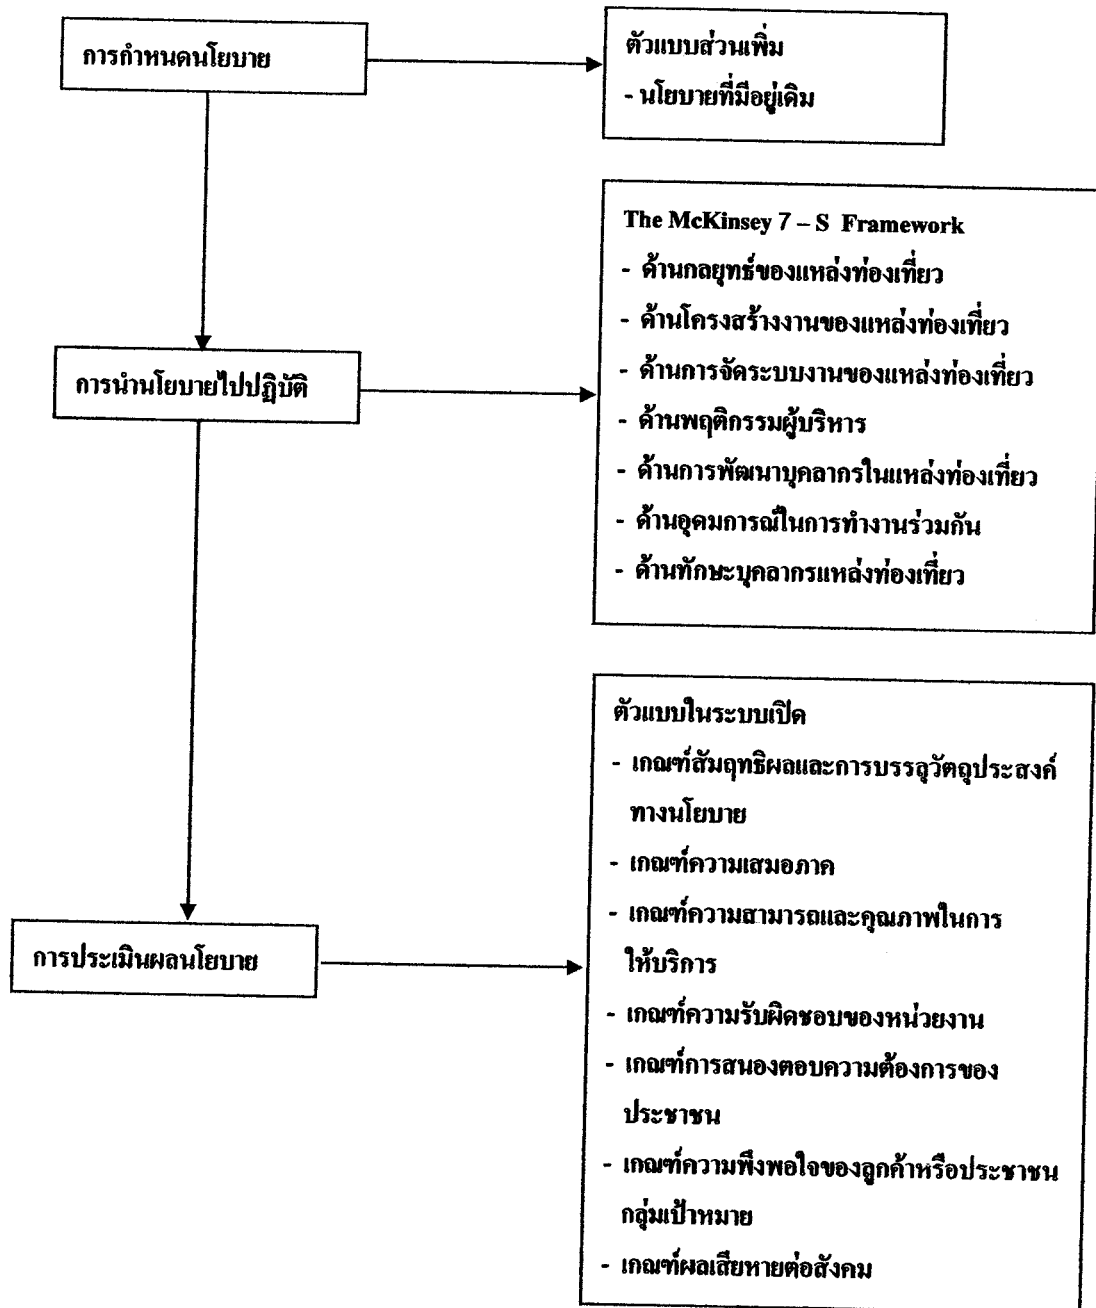 การกำหนดนโยบาย
ตัวแบบส่วนเพิ่ม
- นโยบายที่มีอยู่เดิม
The McKinsey 7 – S Framework
- ด้านกลยุทธ์ของแหล่งท่องเที่ยว
- ด้านโครงสร้างงานของแหล่งท่องเที่ยว
- ด้านการจัดระบบงานของแหล่งท่องเที่ยว
- ด้านพฤติกรรมผู้บริหาร
- ด้านการพัฒนาบุคลากรในแหล่งท่องเที่ยว
- ด้านอุดมการณ์ในการทำงานร่วมกัน
- ด้านทักษะบุคลากรแหล่งท่องเที่ยว
การนำนโยบายไปปฏิบัติ
ตัวแบบในระบบเปิด
- เกณฑ์สัมฤทธิผลและการบรรลุวัตถุประสงค์
ทางนโยบาย
- เกณฑ์ความเสมอภาค
- เกณฑ์ความสามารถและคุณภาพในการ
ให้บริการ
- เกณฑ์ความรับผิดชอบของหน่วยงาน
- เกณฑ์การสนองตอบความต้องการของ
ประชาชน
- เกณฑ์ความพึงพอใจของลูกค้าหรือประชาชน
กลุ่มเป้าหมาย
- เกณฑ์ผลเสียหายต่อสังคม
การประเมินผลนโยบาย